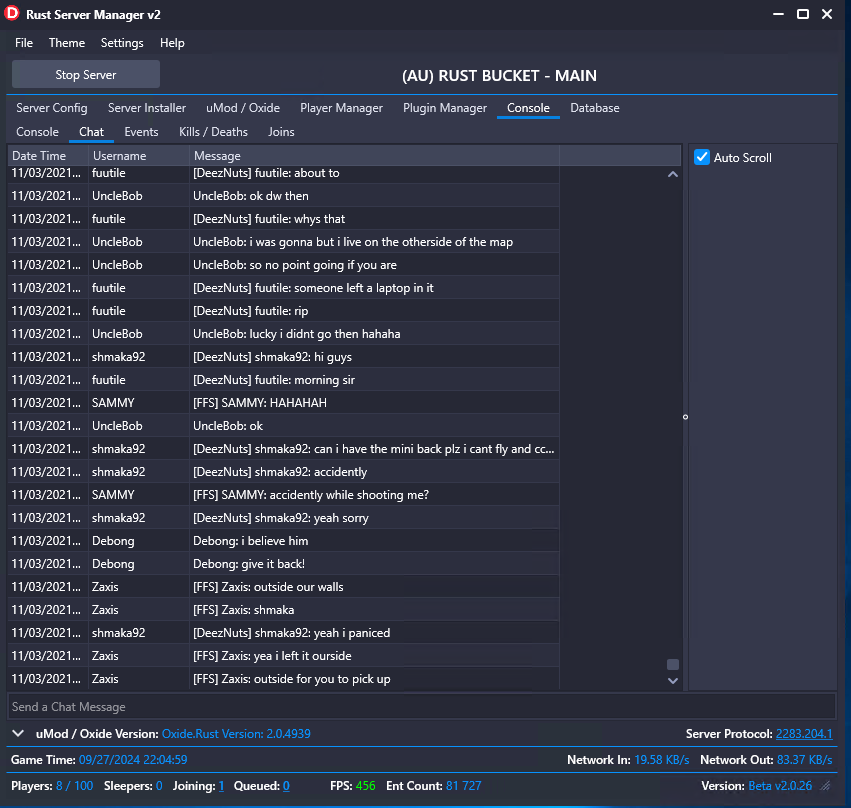 D Rust Server Manager v2
File Theme Settings Help
Stop Server (AU) RUST BUCKET - MAIN
Server Config Server Installer uMod / Oxide Player Manager Plugin Manager Console Database
Console Chat Events Kills / Deaths Joins
Date Time Username Message Auto Scroll
11/03/2021... fuutile [DeezNuts] fuutile: about to
11/03/2021... UncleBob UncleBob: ok dw then
11/03/2021... fuutile [DeezNuts] fuutile: whys that
11/03/2021... UncleBob UncleBob: i was gonna but i live on the otherside of the map
11/03/2021... UncleBob UncleBob: so no point going if you are
11/03/2021... fuutile [DeezNuts] fuutile: someone left a laptop in it
11/03/2021... fuutile [DeezNuts] fuutile: rip
11/03/2021... UncleBob UncleBob: lucky i didnt go then hahaha
11/03/2021... shmaka92 [DeezNuts] shmaka92: hi guys
11/03/2021... fuutile [DeezNuts] fuutile: morning sir
11/03/2021... SAMMY [FFS] SAMMY: HAHAHAH
11/03/2021... UncleBob UncleBob: ok
11/03/2021... shmaka92 [DeezNuts] shmaka92: can i have the mini back plz i cant fly and cc...
11/03/2021... shmaka92 [DeezNuts] shmaka92: accidently
11/03/2021... SAMMY [FFS] SAMMY: accidently while shooting me?
11/03/2021... shmaka92 [DeezNuts] shmaka92: yeah sorry
11/03/2021... Debong Debong: i believe him
11/03/2021... Debong Debong: give it back!
11/03/2021... Zaxis [FFS] Zaxis: outside our walls
11/03/2021... Zaxis [FFS] Zaxis: shmaka
11/03/2021... shmaka92 [DeezNuts] shmaka92: yeah i paniced
11/03/2021... Zaxis [FFS] Zaxis: yea i left it ourside
11/03/2021... Zaxis [FFS] Zaxis: outside for you to pick up
Send a Chat Message
uMod / Oxide Version: Oxide.Rust Version: 2.0.4939 Server Protocol: 2283.204.1
Game Time: 09/27/2024 22:04:59 Network In: 19.58 KB/s Network Out: 83.37 KB/s
Players: 8 / 100 Sleepers: 0 Joining: 1 Queued: 0 FPS: 456 Ent Count: 81 727 Version: Beta v2.0.26